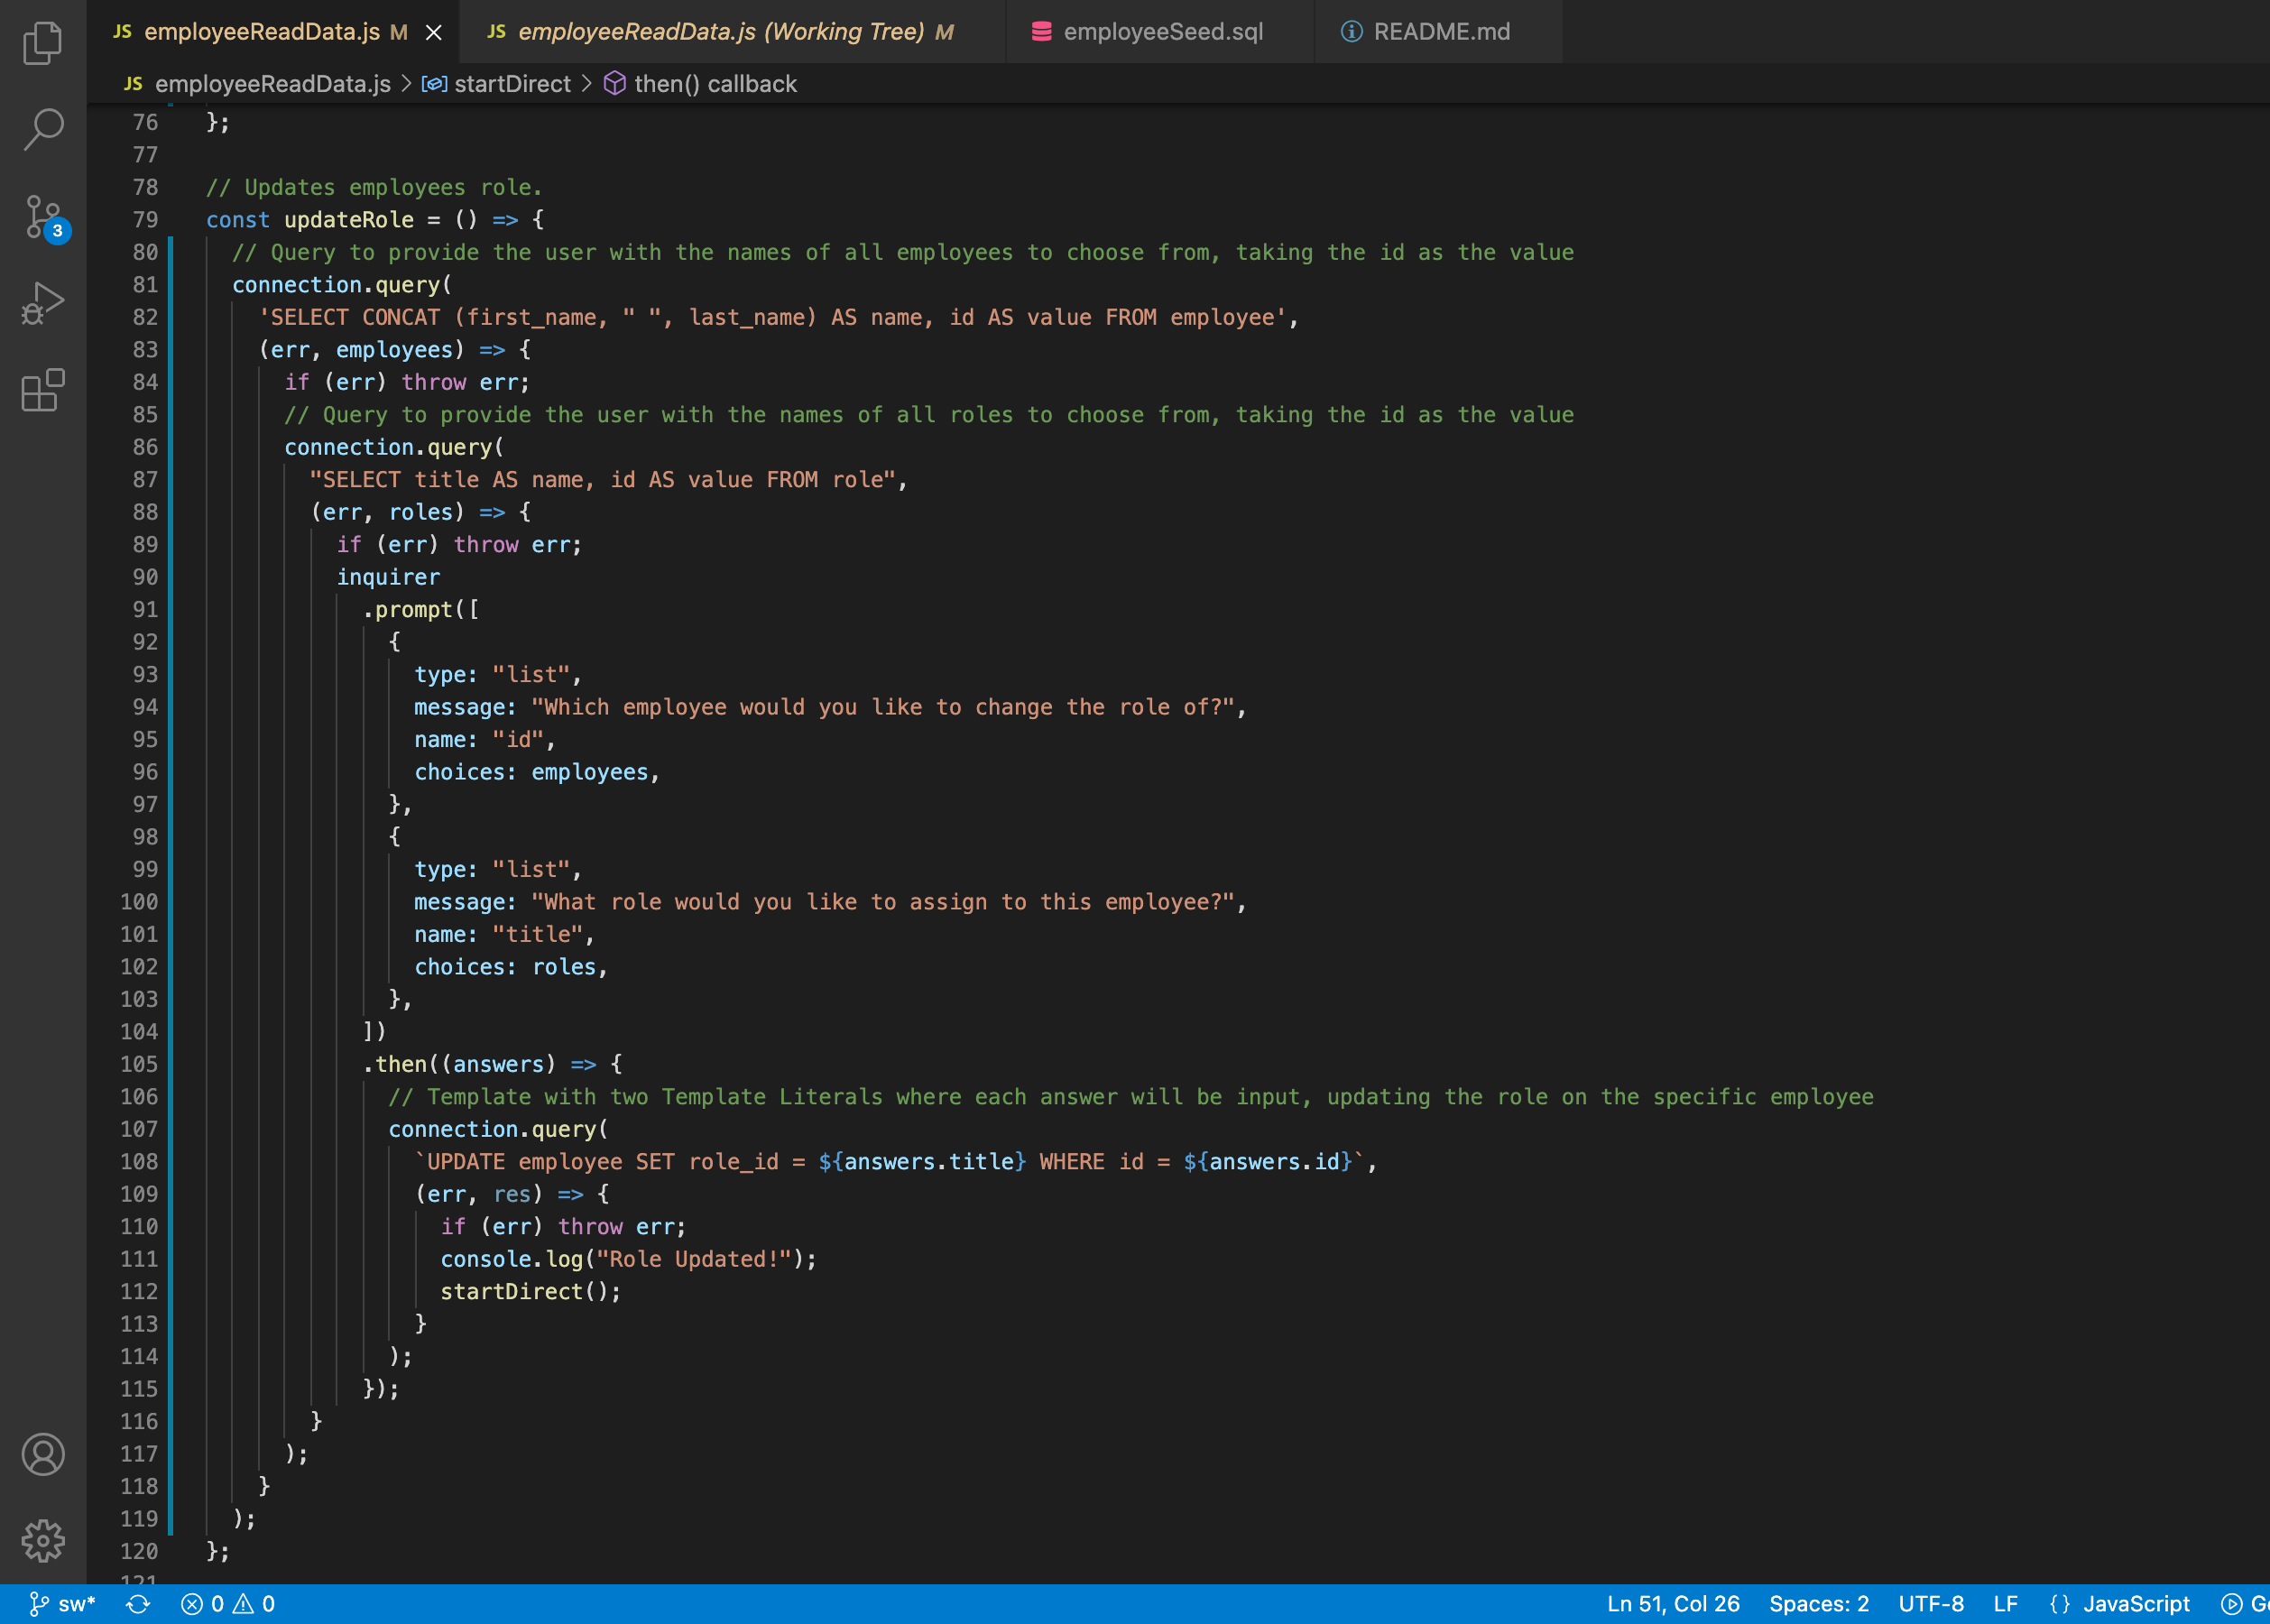 JS employeeReadData.js M
JS employeeReadData.js (Working Tree) M
employeeSeed.sql
README.md
JS employeeReadData.js > startDirect > then() callback
76 };
77
78 // Updates employees role.
79 const updateRole = () => {
80 // Query to provide the user with the names of all employees to choose from, taking the id as the value
81 connection.query(
82 'SELECT CONCAT (first_name, " ", last_name) AS name, id AS value FROM employee',
83 (err, employees) => {
84 if (err) throw err;
85 // Query to provide the user with the names of all roles to choose from, taking the id as the value
86 connection.query(
87 "SELECT title AS name, id AS value FROM role",
88 (err, roles) => {
89 if (err) throw err;
90 inquirer
91 .prompt([
92 {
93 type: "list",
94 message: "Which employee would you like to change the role of?",
95 name: "id",
96 choices: employees,
97 },
98 {
99 type: "list",
100 message: "What role would you like to assign to this employee?",
101 name: "title",
102 choices: roles,
103 },
104 ])
105 .then((answers) => {
106 // Template with two Template Literals where each answer will be input, updating the role on the specific employee
107 connection.query(
108 `UPDATE employee SET role_id = ${answers.title} WHERE id = ${answers.id}`,
109 (err, res) => {
110 if (err) throw err;
111 console.log("Role Updated!");
112 startDirect();
113 }
114 );
115 });
116 }
117 );
118 }
119 );
120 };
121
3
sw* 0 0 Ln 51, Col 26 Spaces: 2 UTF-8 LF {} JavaScript